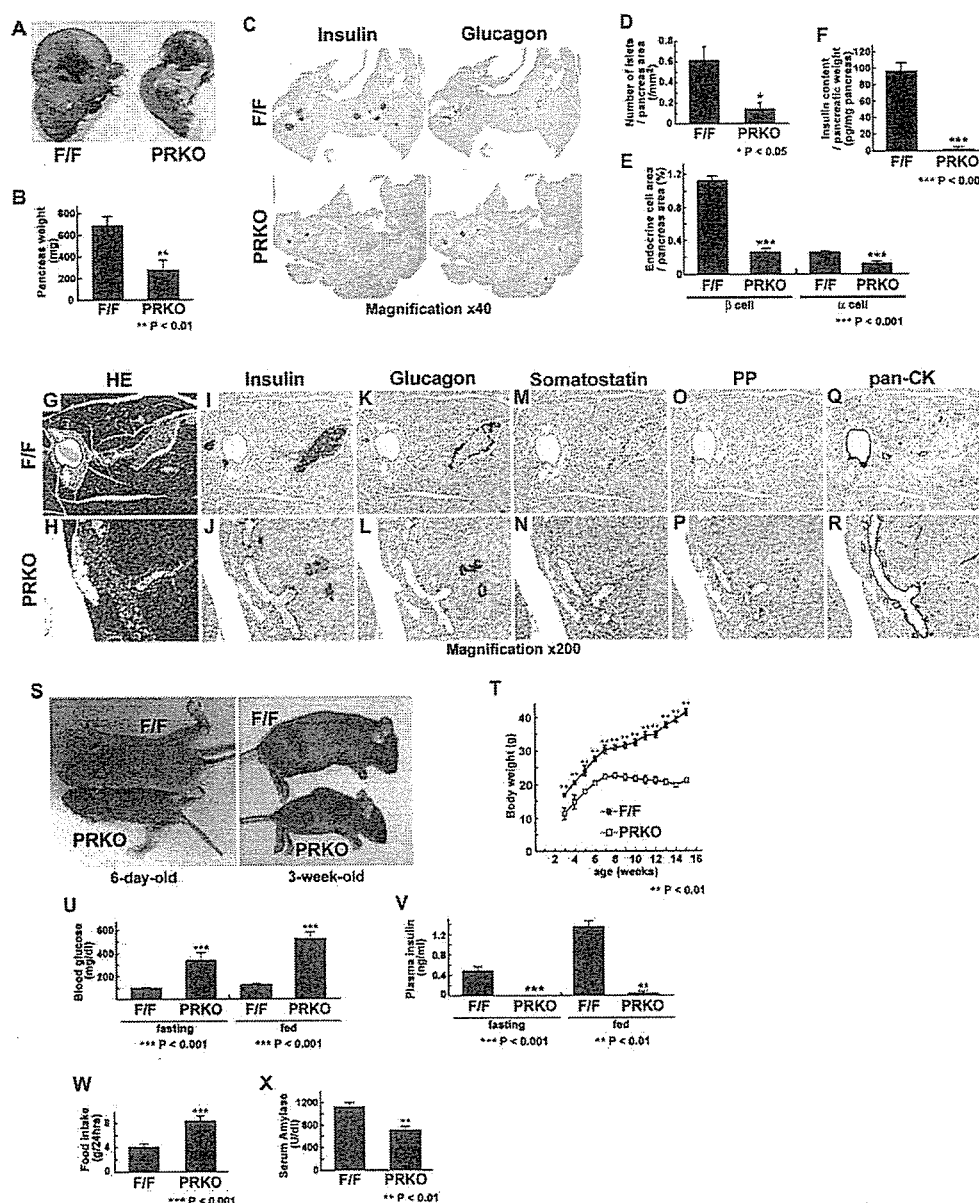 A
F/F PRKO
B
Pancreas weight
(mg)
800
600
400
200
0
**
F/F PRKO
** P < 0.01
C
Insulin Glucagon
F/F
PRKO
Magnification x40
D
Number of islets
/ pancreas area
(/mm²)
0.8
0.6
0.4
0.2
0
*
F/F PRKO
* P < 0.05
E
Endocrine cell area
/ pancreas area (%)
1.2
0.8
0.4
0
*** ***
F/F PRKO F/F PRKO
β cell α cell
*** P < 0.001
F
Insulin content
/ pancreatic weight
(pg/mg pancreas)
120
100
80
60
40
20
0
***
F/F PRKO
*** P < 0.00
HE Insulin Glucagon Somatostatin PP pan-CK
F/F
G I K M O Q
PRKO
H J L N P R
Magnification x200
S
F/F F/F
PRKO PRKO
6-day-old 3-week-old
T
Body weight (g)
60
40
30
20
10
0
F/F
PRKO
0 2 4 6 8 10 12 14 16
age (weeks)
** P < 0.01
U
Blood glucose
(mg/dl)
600
400
200
*** ***
F/F PRKO F/F PRKO
fasting fed
*** P < 0.001 *** P < 0.001
V
Plasma insulin
(ng/ml)
1.2
0.8
0.4
0
*** **
F/F PRKO F/F PRKO
fasting fed
*** P < 0.001 ** P < 0.01
W
Food intake
(g/24hrs)
8
4
0
***
F/F PRKO
*** P < 0.001
X
Serum Amylase
(U/dl)
1200
800
400
0
**
F/F PRKO
** P < 0.01